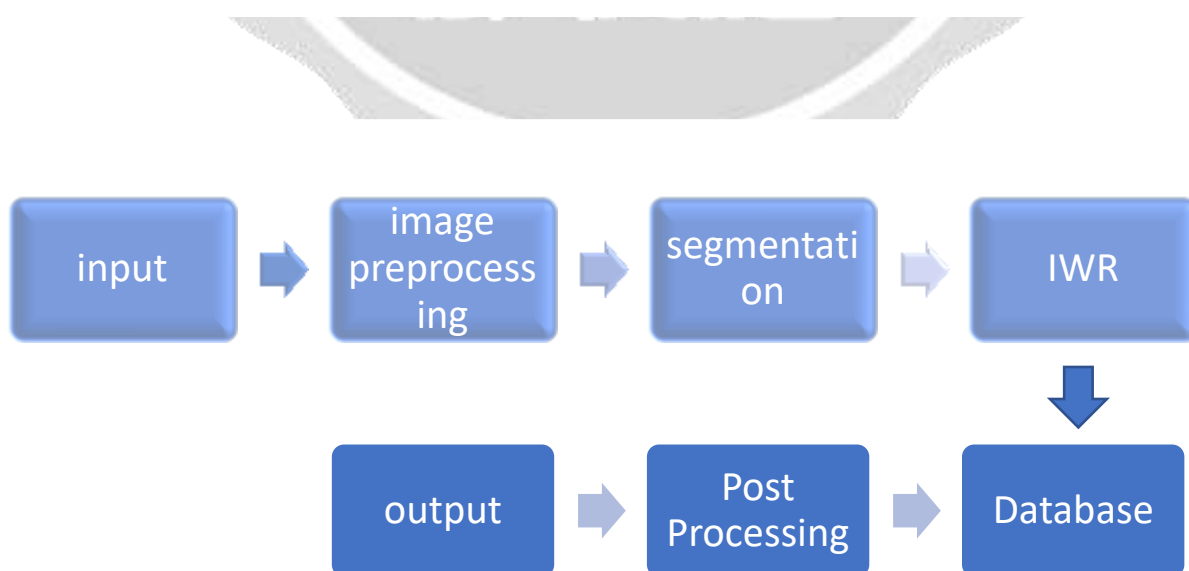 input
image
preprocess
ing
segmentati
on
IWR
output
Post
Processing
Database